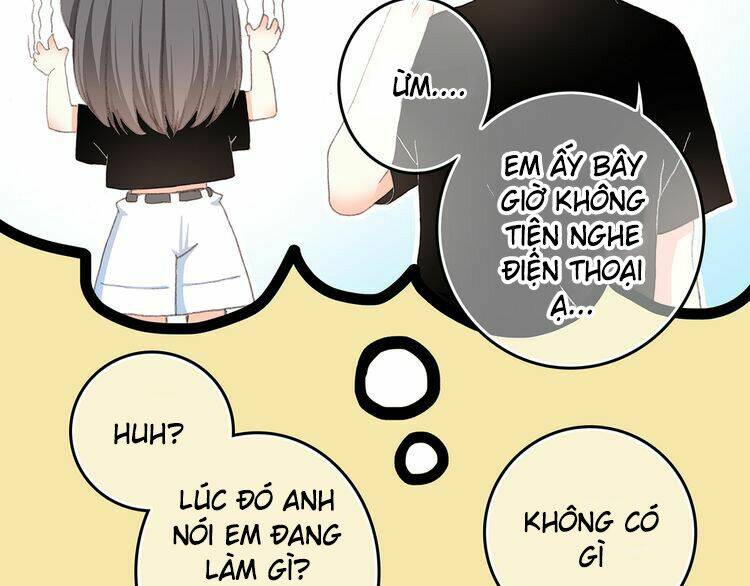 ỪM....
EM ẤY BÂY
GIỜ KHÔNG
TIỆN NGHE
ĐIỆN THOẠI
Ạ...
HUH?
LÚC ĐÓ ANH
NÓI EM ĐANG
LÀM GÌ?
KHÔNG CÓ
GÌ